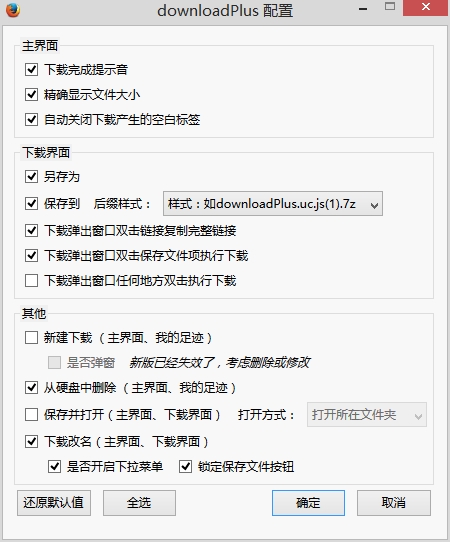 downloadPlus 配置
主界面
下载完成提示音
精确显示文件大小
自动关闭下载产生的空白标签
下载界面
另存为
保存到 后缀样式： 样式：如downloadPlus.uc.js(1).7z
下载弹出窗口双击链接复制完整链接
下载弹出窗口双击保存文件项执行下载
下载弹出窗口任何地方双击执行下载
其他
新建下载（主界面、我的足迹）
是否弹窗 新版已经失效了，考虑删除或修改
从硬盘中删除（主界面、我的足迹）
保存并打开（主界面、下载界面） 打开方式： 打开所在文件夹
下载改名（主界面、下载界面）
是否开启下拉菜单 锁定保存文件按钮
还原默认值 全选 确定 取消